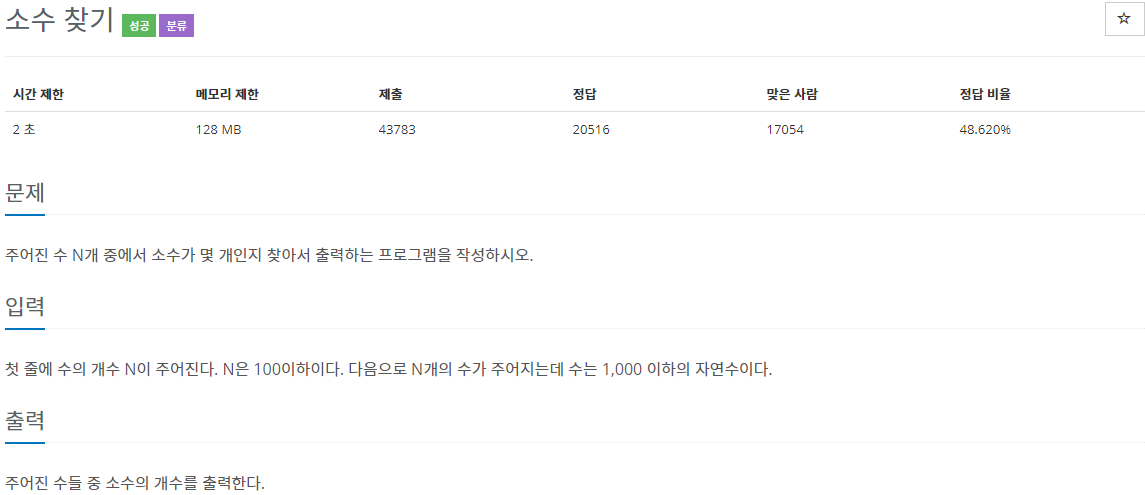 소수 찾기 성공 분류
☆
시간 제한 메모리 제한 제출 정답 맞은 사람 정답 비율
2 초 128 MB 43783 20516 17054 48.620%
문제
주어진 수 N개 중에서 소수가 몇 개인지 찾아서 출력하는 프로그램을 작성하시오.
입력
첫 줄에 수의 개수 N이 주어진다. N은 100이하이다. 다음으로 N개의 수가 주어지는데 수는 1,000 이하의 자연수이다.
출력
주어진 수들 중 소수의 개수를 출력한다.